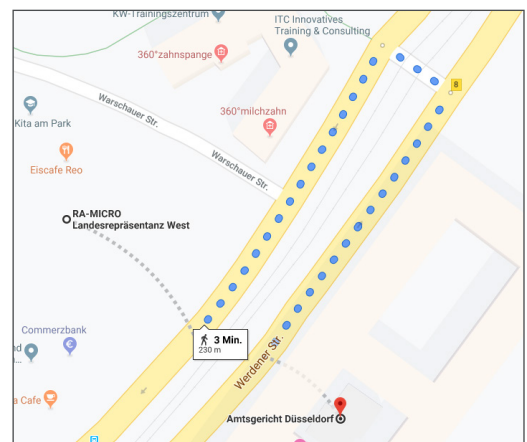 KW-Trainingszentrum
ITC Innovatives
Training & Consulting
360°zahnspange
8
Warschauer Str.
360°milchzahn
Kita am Park
Eiscafe Reo
Warschauer Str.
RA-MICRO
Landesrepräsentanz West
Commerzbank
3 Min.
230 m
Werdener Str.
a Cafe
Amtsgericht Düsseldorf